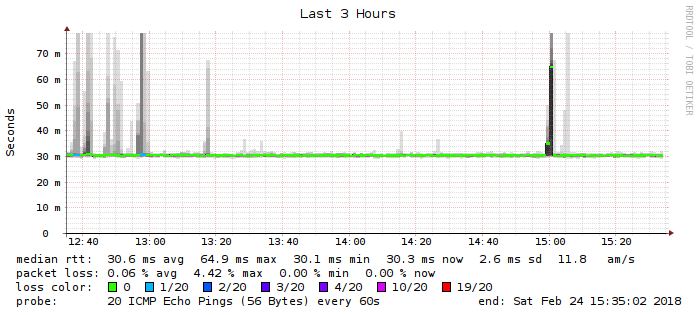 Last 3 Hours
RRDTOOL / TOBI OETIKER
Seconds
70 m
60 m
50 m
40 m
30 m
20 m
10 m
0
12:40 13:00 13:20 13:40 14:00 14:20 14:40 15:00 15:20
median rtt: 30.6 ms avg 64.9 ms max 30.1 ms min 30.3 ms now 2.6 ms sd 11.8 am/s
packet loss: 0.06 % avg 4.42 % max 0.00 % min 0.00 % now
loss color: 0 1/20 2/20 3/20 4/20 10/20 19/20
probe: 20 ICMP Echo Pings (56 Bytes) every 60s end: Sat Feb 24 15:35:02 2018